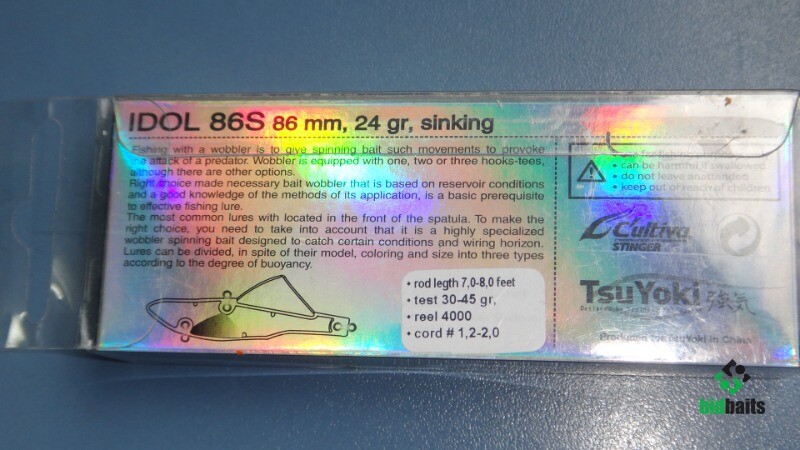 IDOL 86S 86 mm, 24 gr, sinking
Fishing with a wobbler is to give spinning bait such movements to provoke
the attack of a predator. Wobbler is equipped with one, two or three hooks-tees,
although there are other options.
Right choice made necessary bait wobbler that is based on reservoir conditions
and a good knowledge of the methods of its application, is a basic prerequisite
to effective fishing lure.
The most common lures with located in the front of the spatula. To make the
right choice, you need to take into account that it is a highly specialized
wobbler spinning bait designed to catch certain conditions and wiring horizon.
Lures can be divided, in spite of their model, coloring and size into three types
according to the degree of buoyancy.
• rod legth 7,0-8,0 feet
• test 30-45 gr,
• reel 4000
• cord # 1,2-2,0
• can be harmful if swallowed
• do not leave unattended
• keep out of reach of children
Cultiva
STINGER
TsuYoki 強気
Produced for TsuYoki in China
bidbaits